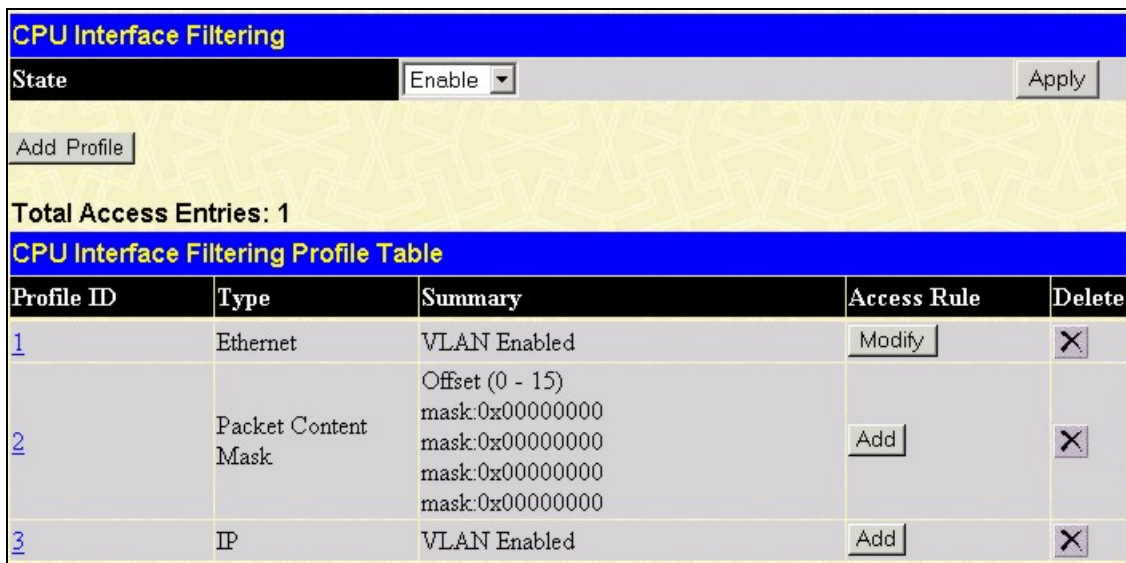 CPU Interface Filtering
State Enable Apply
Add Profile
Total Access Entries: 1
CPU Interface Filtering Profile Table
Profile ID Type Summary Access Rule Delete
1 Ethernet VLAN Enabled Modify
2 Packet Content Mask Offset (0 - 15)
mask:0x00000000
mask:0x00000000
mask:0x00000000
mask:0x00000000
Add
3 IP VLAN Enabled Add